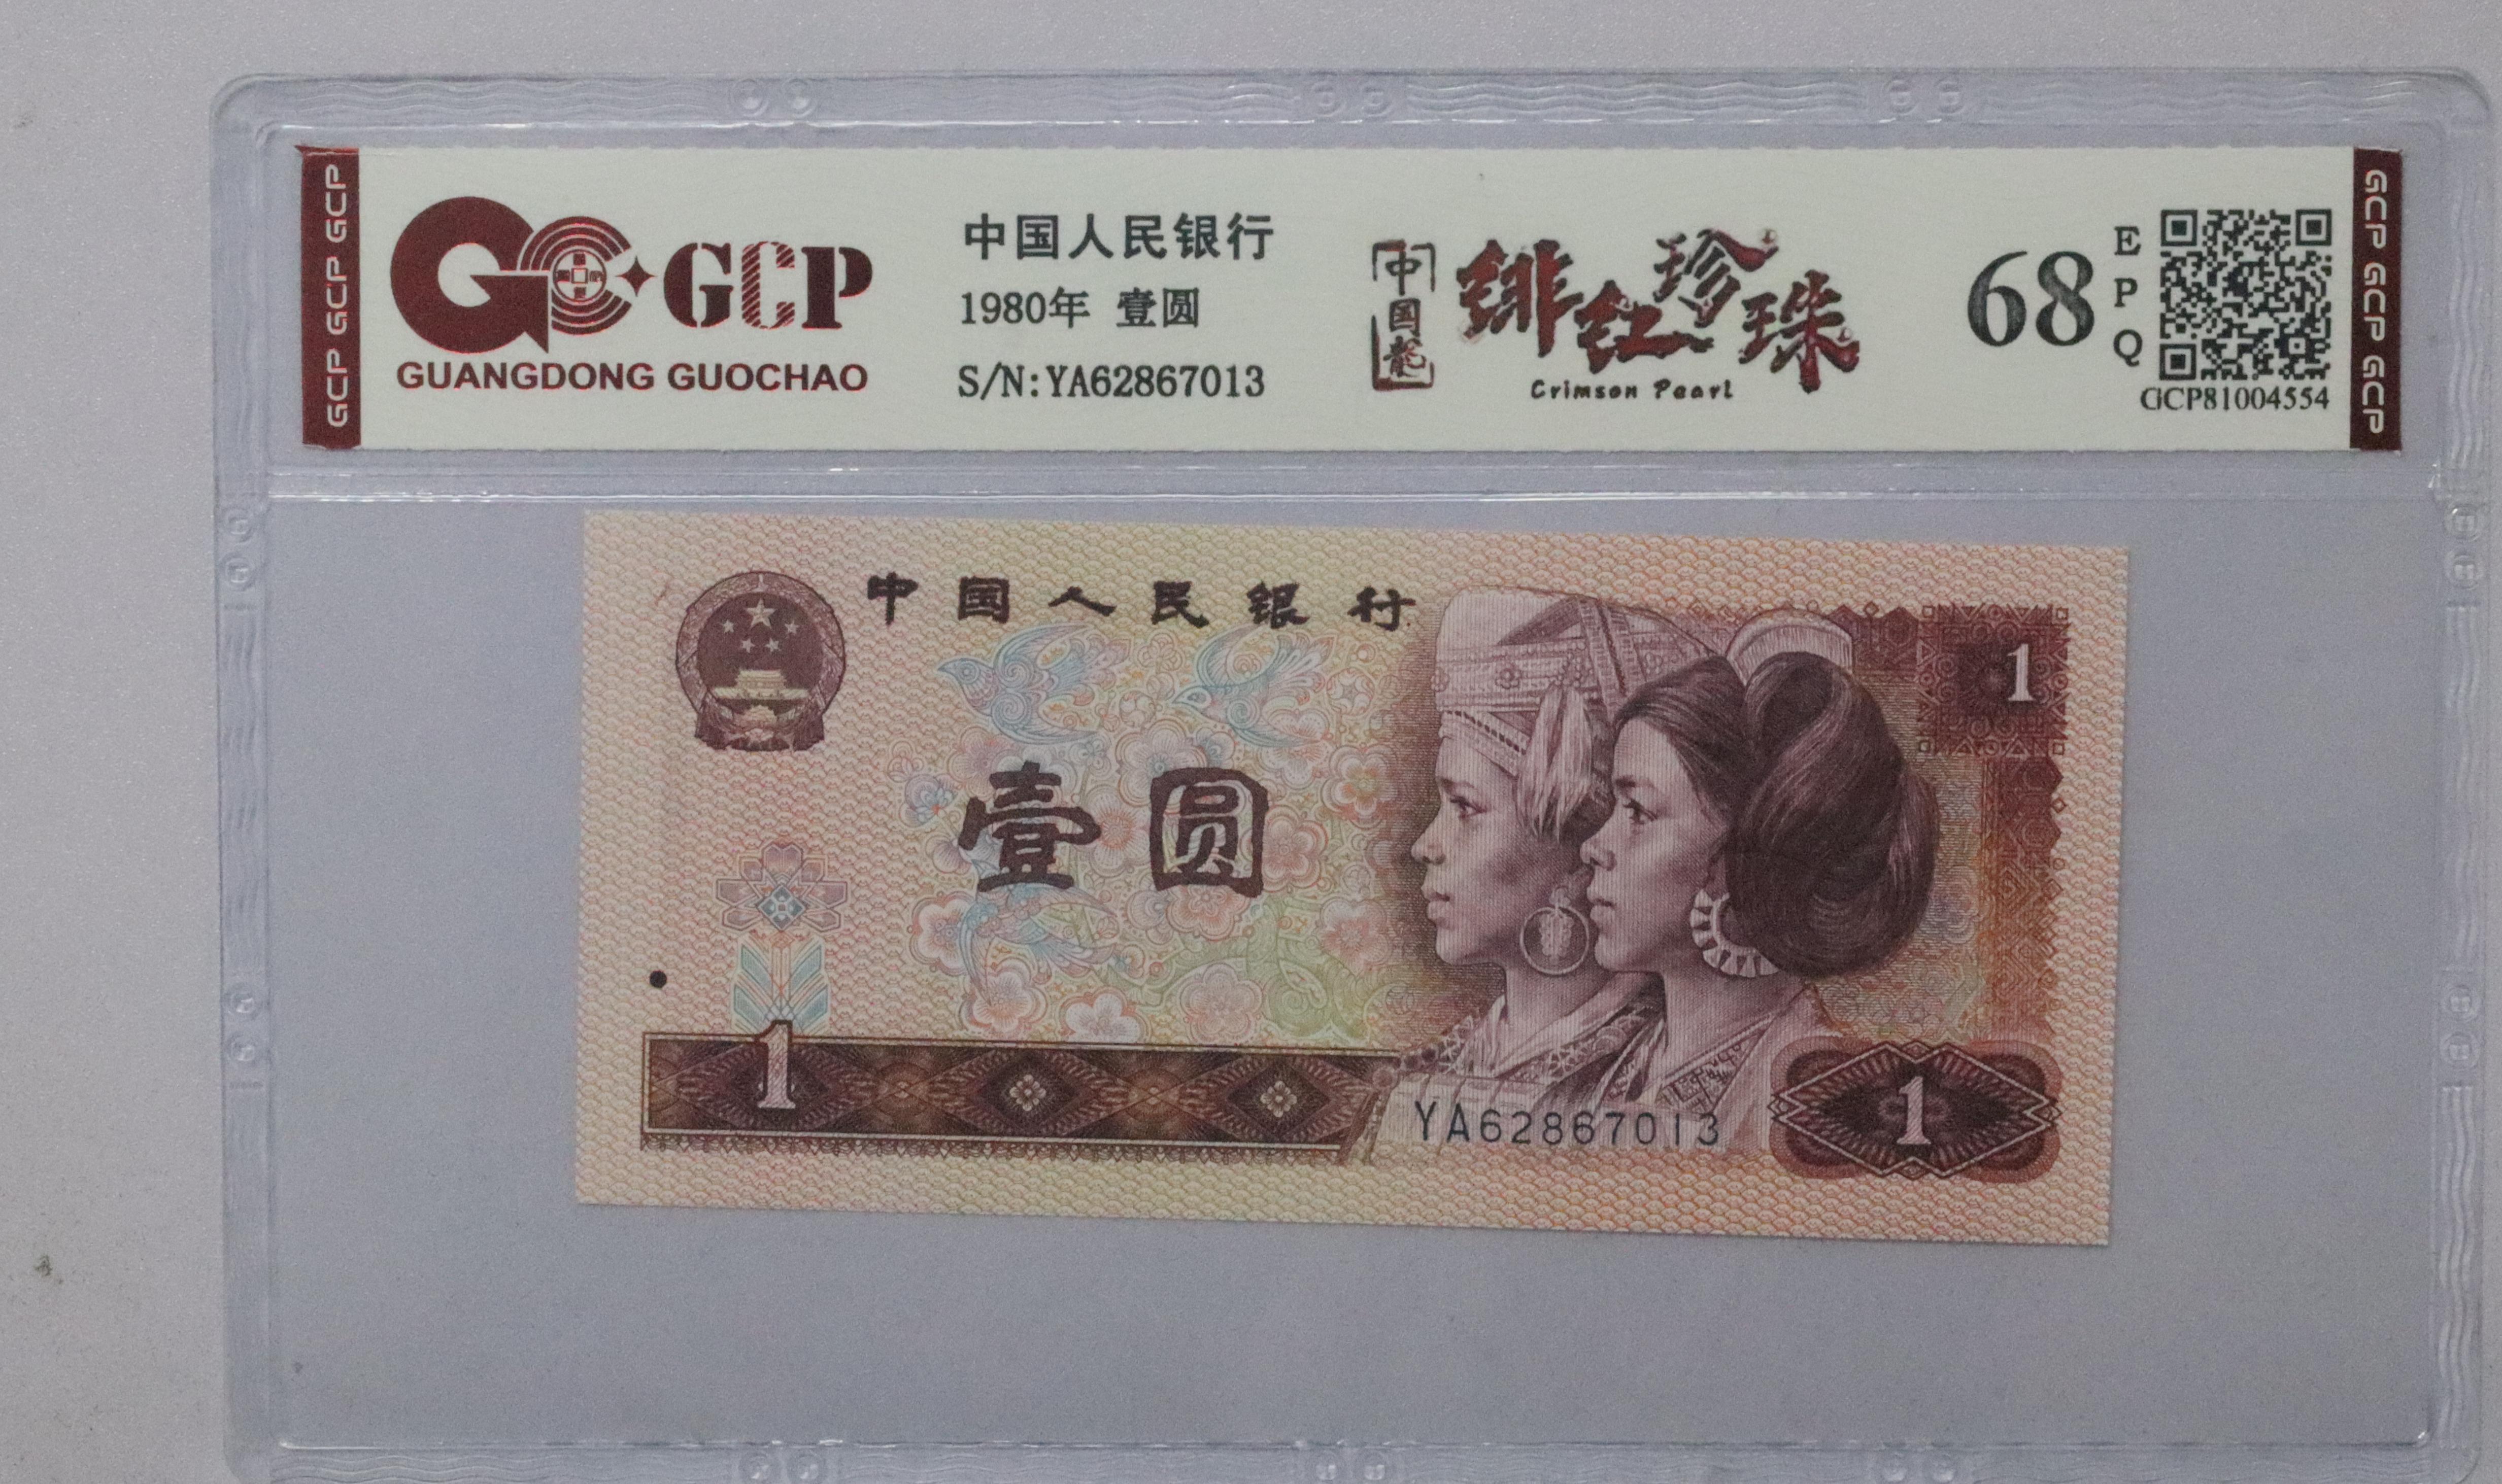 GCP GCP GCP
GCP
GUANGDONG GUOCHAO
中国人民银行
1980年 壹圆
S/N:YA62867013
中国龍
绯红珍珠
Crimson Pearl
68
EPQ
GCP81004554
GCP GCP GCP
中国人民银行
1
壹圆
1
YA62867013
1